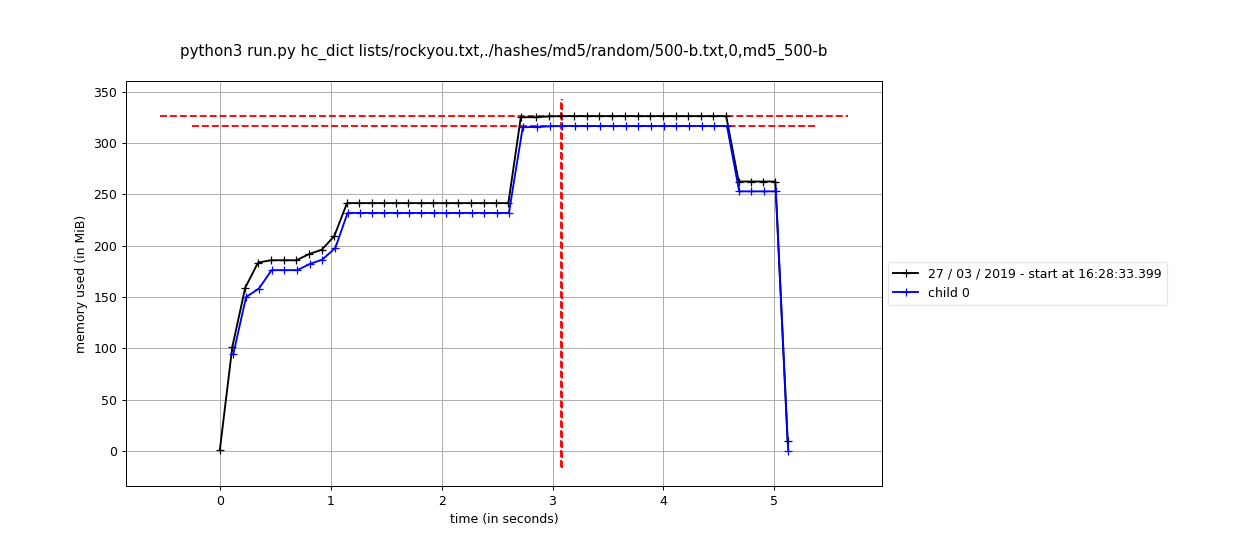 python3 run.py hc_dict lists/rockyou.txt,./hashes/md5/random/500-b.txt,0,md5_500-b
350
300
250
200
150
100
50
0
memory used (in MiB)
0 1 2 3 4 5
time (in seconds)
27 / 03 / 2019 - start at 16:28:33.399
child 0